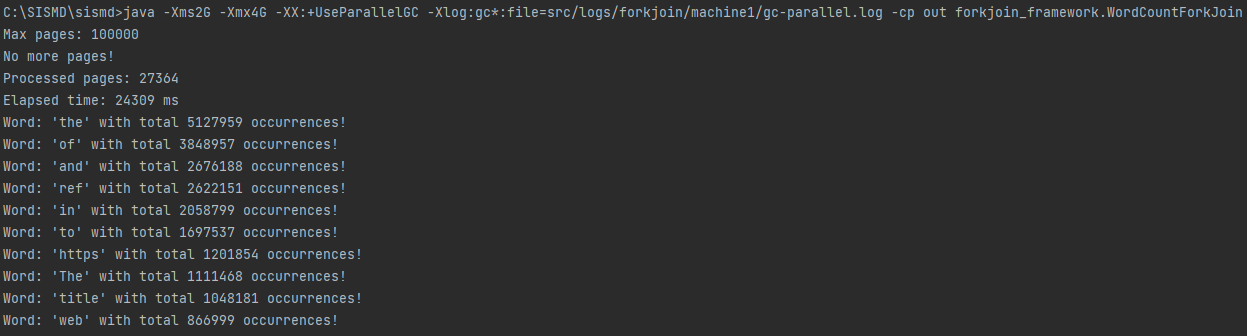 C:\SISMD\sismd>java -Xms2G -Xmx4G -XX:+UseParallelGC -Xlog:gc*:file=src/logs/forkjoin/machine1/gc-parallel.log -cp out forkjoin_framework.WordCountForkJoin
Max pages: 100000
No more pages!
Processed pages: 27364
Elapsed time: 24309 ms
Word: 'the' with total 5127959 occurrences!
Word: 'of' with total 3848957 occurrences!
Word: 'and' with total 2676188 occurrences!
Word: 'ref' with total 2622151 occurrences!
Word: 'in' with total 2058799 occurrences!
Word: 'to' with total 1697537 occurrences!
Word: 'https' with total 1201854 occurrences!
Word: 'The' with total 1111468 occurrences!
Word: 'title' with total 1048181 occurrences!
Word: 'web' with total 866999 occurrences!